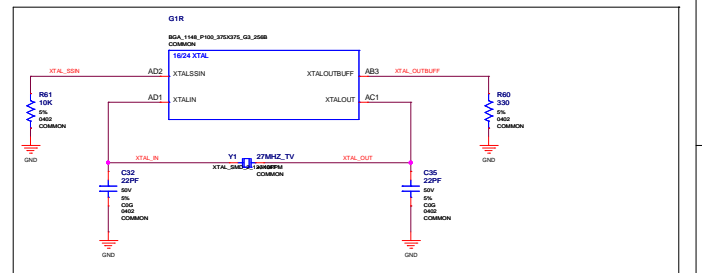 G1R
BGA_1148_P100_375X375_G3_256B
COMMON
16/24 XTAL
XTAL_SSIN
AD2
XTALSSIN
XTALOUTBUFF
AB3
XTAL_OUTBUFF
R61
10K
5%
0402
COMMON
GND
AD1
XTALIN
XTALOUT
AC1
R60
330
5%
0402
COMMON
GND
XTAL_IN
Y1
27MHZ_TV
XTAL_OUT
COMMON
C32
22PF
50V
5%
C0G
0402
COMMON
GND
C35
22PF
50V
5%
C0G
0402
COMMON
GND